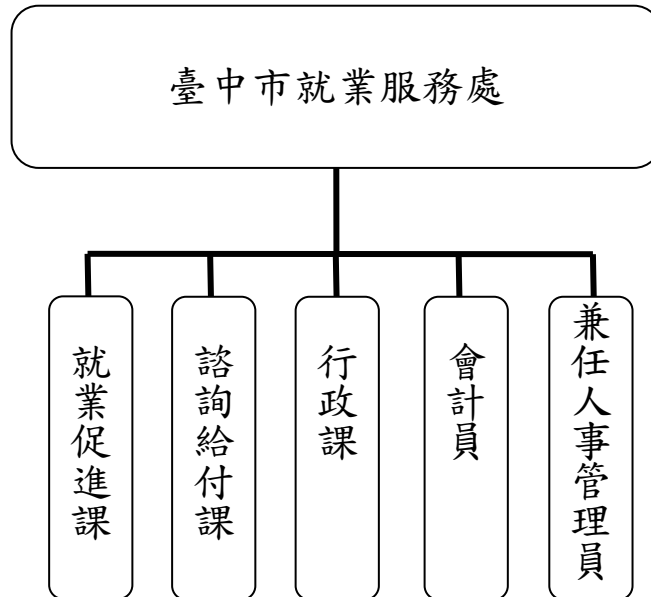 臺中市就業服務處
就業促進課
諮詢給付課
行政課
會計員
兼任人事管理員